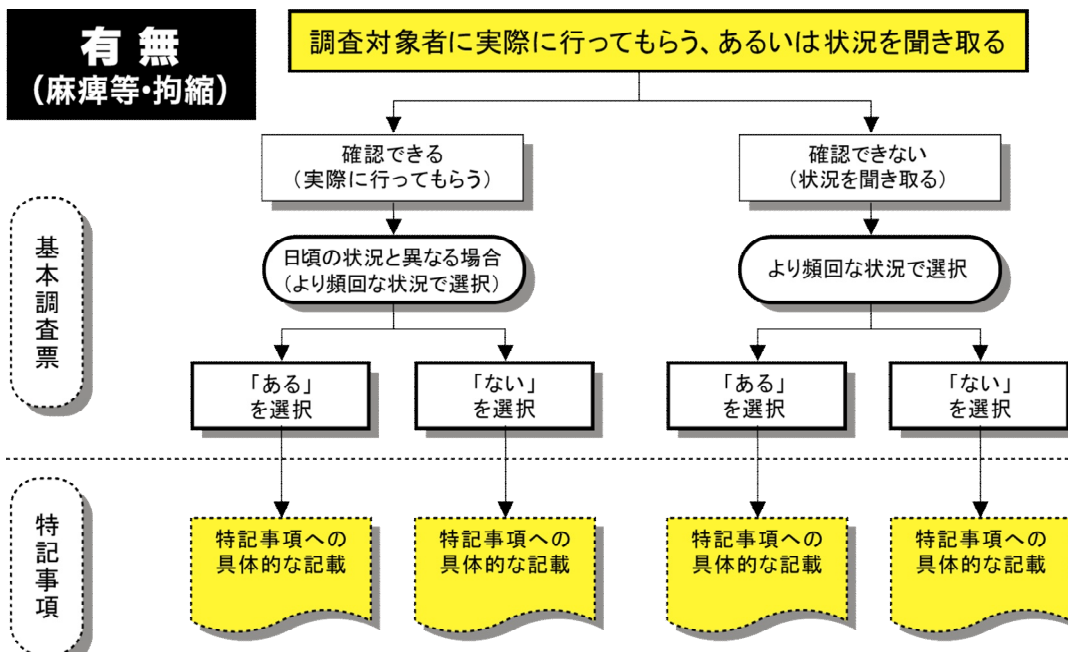 有無
（麻痺等・拘縮）
調査対象者に実際に行ってもらう、あるいは状況を聞き取る
確認できる
（実際に行ってもらう）
確認できない
（状況を聞き取る）
基本調査票
日頃の状況と異なる場合
（より頻回な状況で選択）
より頻回な状況で選択
「ある」
を選択
「ない」
を選択
「ある」
を選択
「ない」
を選択
特記事項
特記事項への
具体的な記載
特記事項への
具体的な記載
特記事項への
具体的な記載
特記事項への
具体的な記載